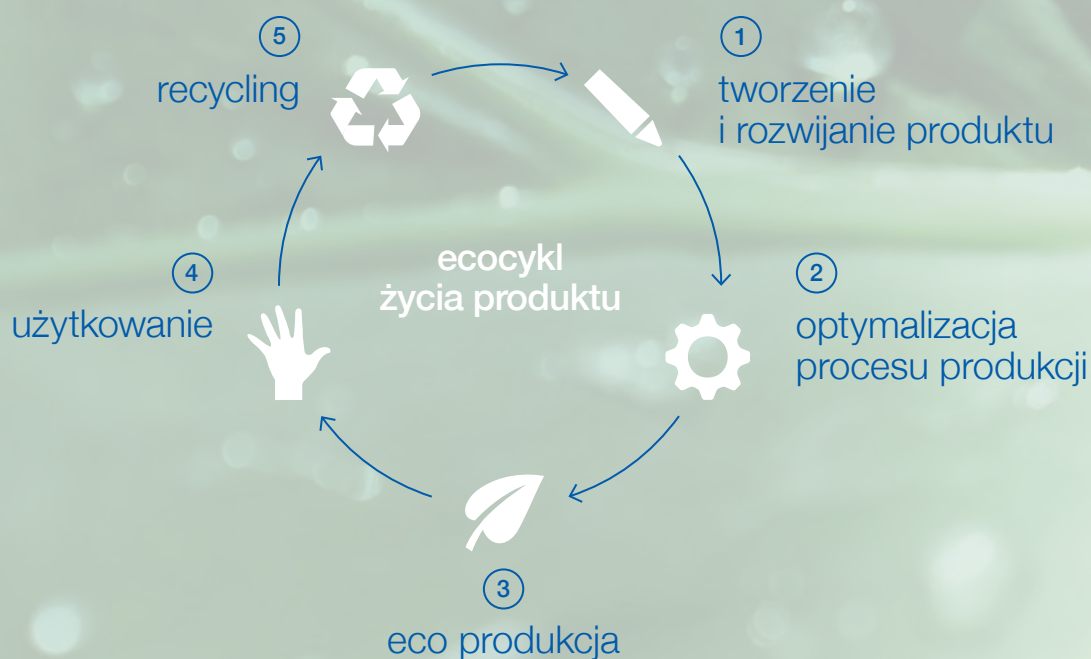 ecocykl
życia produktu
1
tworzenie
i rozwijanie produktu
2
optymalizacja
procesu produkcji
3
eco produkcja
4
użytkowanie
5
recycling